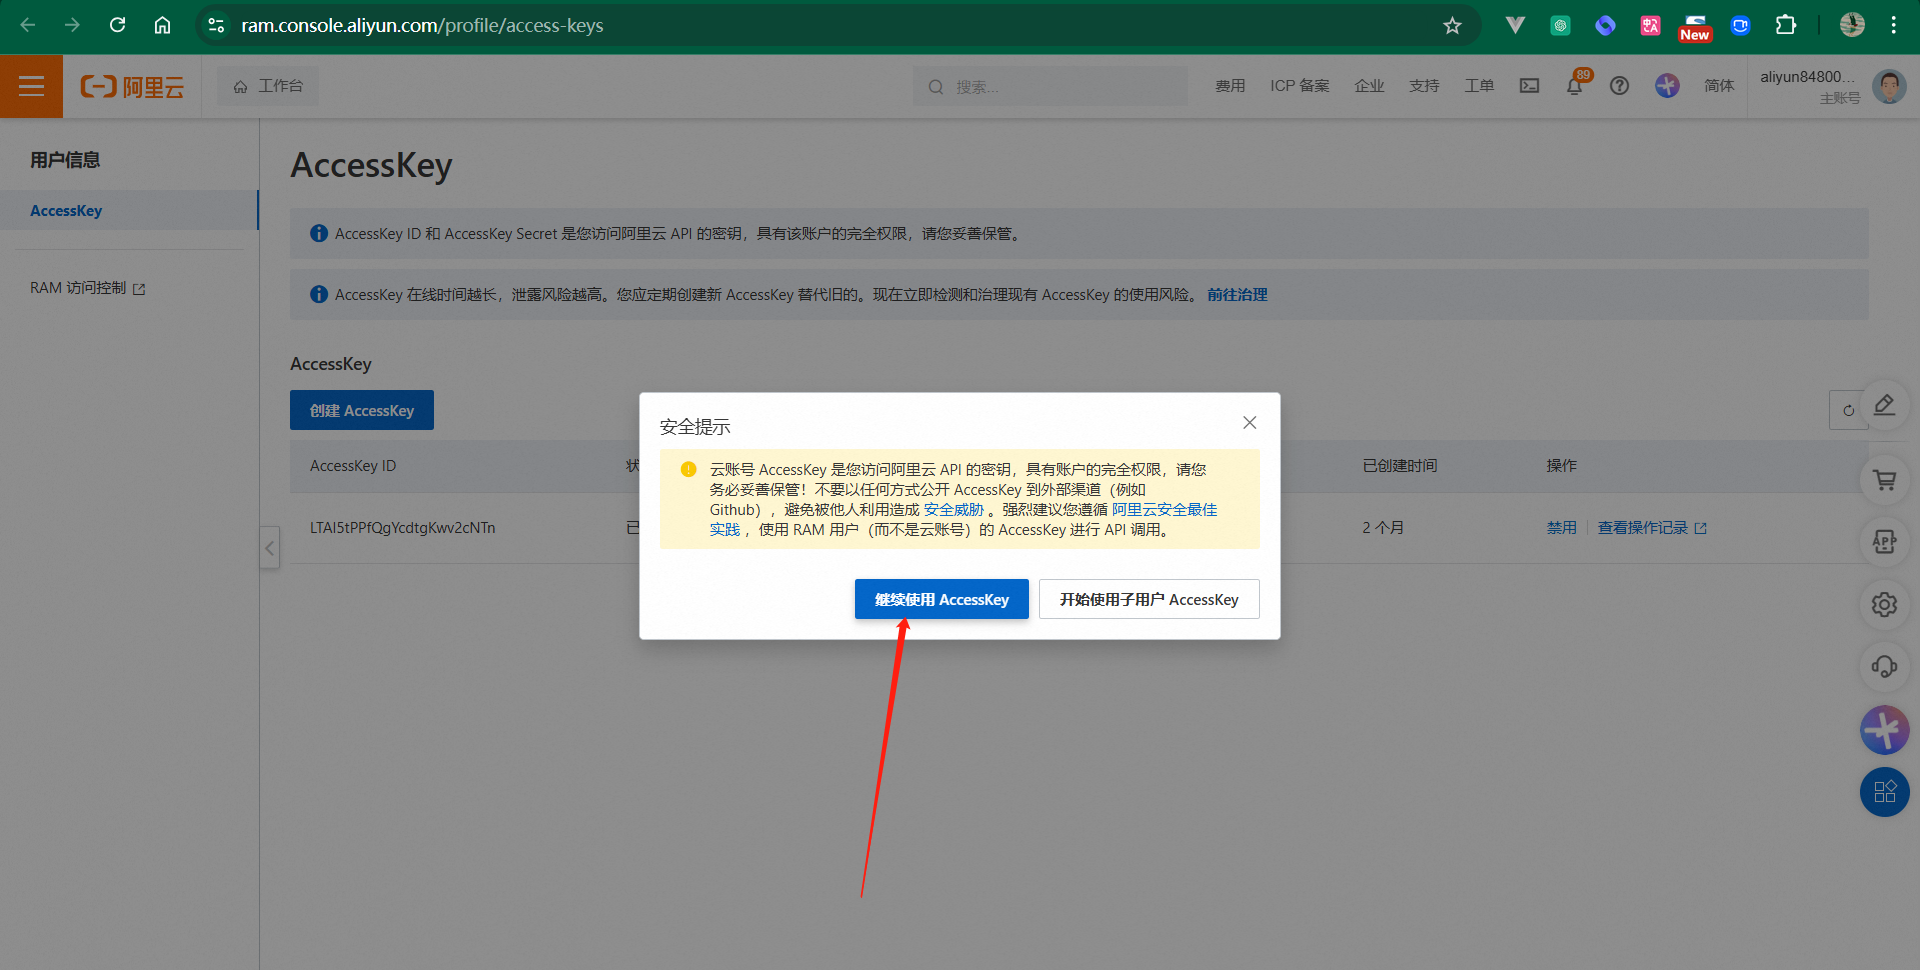 ram.console.aliyun.com/profile/access-keys
New
阿里云
工作台
搜索...
费用
ICP 备案
企业
支持
工单
89
简体
aliyun84800...
主账号
用户信息
AccessKey
RAM 访问控制
AccessKey
AccessKey ID 和 AccessKey Secret 是您访问阿里云 API 的密钥，具有该账户的完全权限，请您妥善保管。
AccessKey 在线时间越长，泄露风险越高。您应定期创建新 AccessKey 替代旧的。现在立即检测和治理现有 AccessKey 的使用风险。 前往治理
AccessKey
创建 AccessKey
AccessKey ID
状
已创建时间
操作
LTAI5tPPfQgYcdtgKwv2cNTn
已
2 个月
禁用
查看操作记录
安全提示
云账号 AccessKey 是您访问阿里云 API 的密钥，具有账户的完全权限，请您
务必妥善保管！不要以任何方式公开 AccessKey 到外部渠道（例如
Github），避免被他人利用造成 安全威胁 。强烈建议您遵循 阿里云安全最佳
实践 ，使用 RAM 用户（而不是云账号）的 AccessKey 进行 API 调用。
继续使用 AccessKey
开始使用子用户 AccessKey
APP